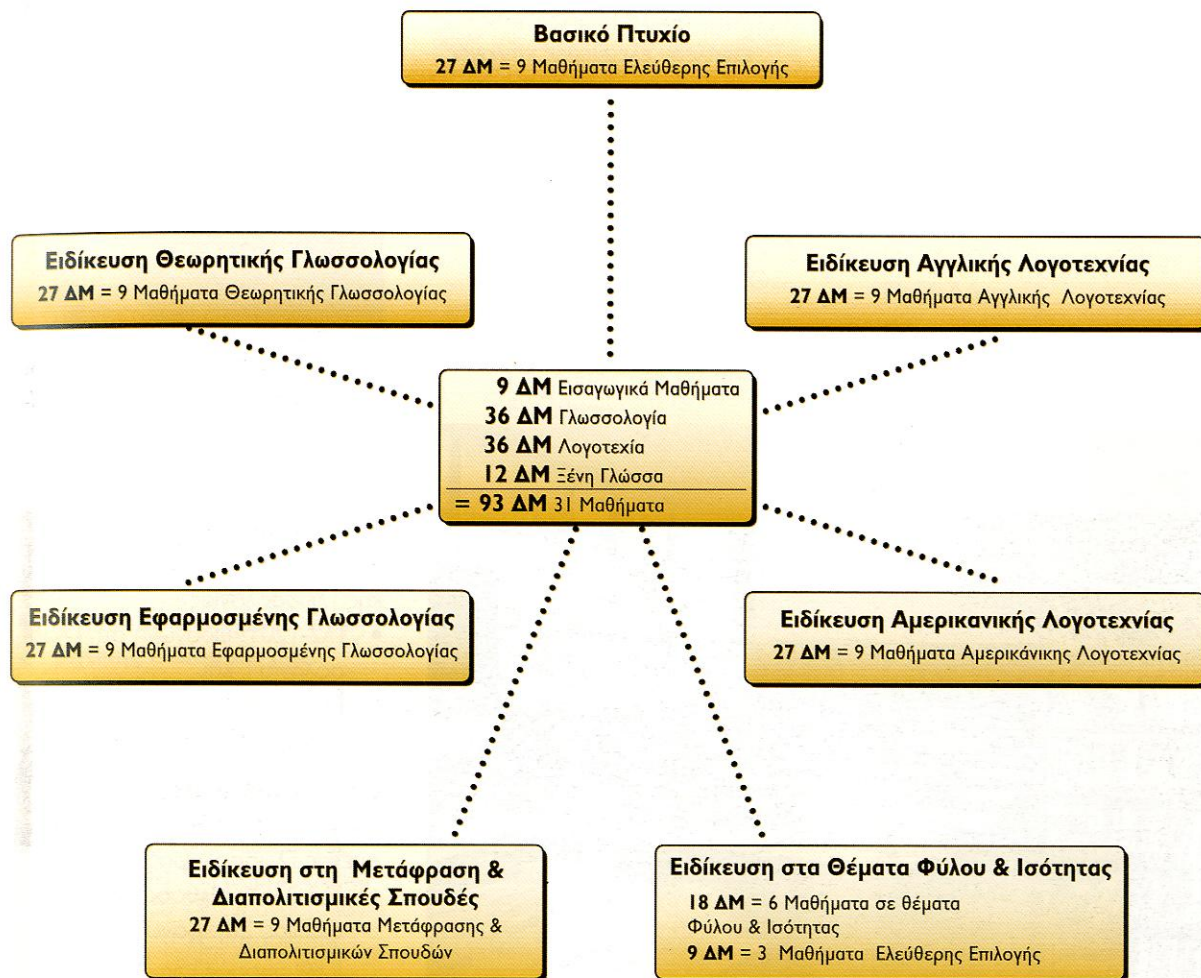 Βασικό Πτυχίο
27 ΔΜ = 9 Μαθήματα Ελεύθερης Επιλογής
Ειδίκευση Θεωρητικής Γλωσσολογίας
27 ΔΜ = 9 Μαθήματα Θεωρητικής Γλωσσολογίας
Ειδίκευση Αγγλικής Λογοτεχνίας
27 ΔΜ = 9 Μαθήματα Αγγλικής Λογοτεχνίας
9 ΔΜ Εισαγωγικά Μαθήματα
36 ΔΜ Γλωσσολογία
36 ΔΜ Λογοτεχία
12 ΔΜ Ξένη Γλώσσα
= 93 ΔΜ 31 Μαθήματα
Ειδίκευση Εφαρμοσμένης Γλωσσολογίας
27 ΔΜ = 9 Μαθήματα Εφαρμοσμένης Γλωσσολογίας
Ειδίκευση Αμερικανικής Λογοτεχνίας
27 ΔΜ = 9 Μαθήματα Αμερικάνικης Λογοτεχνίας
Ειδίκευση στη Μετάφραση &
Διαπολιτισμικές Σπουδές
27 ΔΜ = 9 Μαθήματα Μετάφρασης &
Διαπολιτισμικών Σπουδών
Ειδίκευση στα Θέματα Φύλου & Ισότητας
18 ΔΜ = 6 Μαθήματα σε θέματα
Φύλου & Ισότητας
9 ΔΜ = 3 Μαθήματα Ελεύθερης Επιλογής